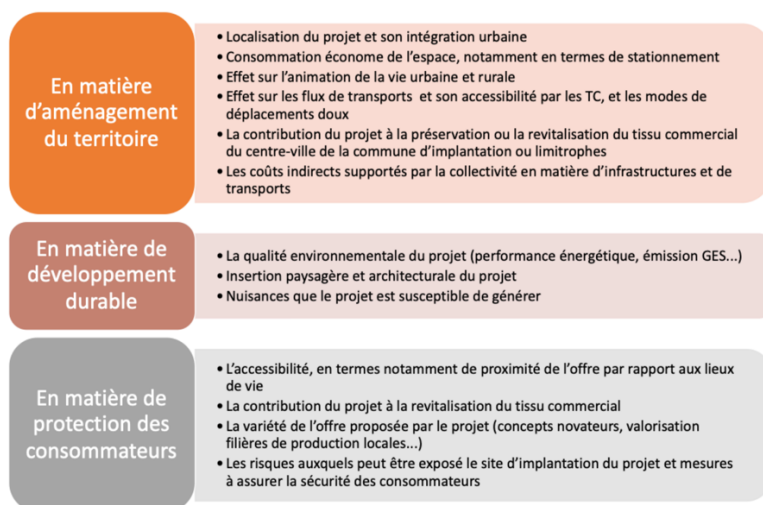 En matière
d’aménagement
du territoire
• Localisation du projet et son intégration urbaine
• Consommation économe de l’espace, notamment en termes de stationnement
• Effet sur l’animation de la vie urbaine et rurale
• Effet sur les flux de transports et son accessibilité par les TC, et les modes de
déplacements doux
• La contribution du projet à la préservation ou la revitalisation du tissu commercial
du centre-ville de la commune d’implantation ou limitrophes
• Les coûts indirects supportés par la collectivité en matière d’infrastructures et de
transports
En matière de
développement
durable
• La qualité environnementale du projet (performance énergétique, émission GES...)
• Insertion paysagère et architecturale du projet
• Nuisances que le projet est susceptible de générer
En matière de
protection des
consommateurs
• L’accessibilité, en termes notamment de proximité de l’offre par rapport aux lieux
de vie
• La contribution du projet à la revitalisation du tissu commercial
• La variété de l’offre proposée par le projet (concepts novateurs, valorisation
filières de production locales...)
• Les risques auxquels peut être exposé le site d’implantation du projet et mesures
à assurer la sécurité des consommateurs